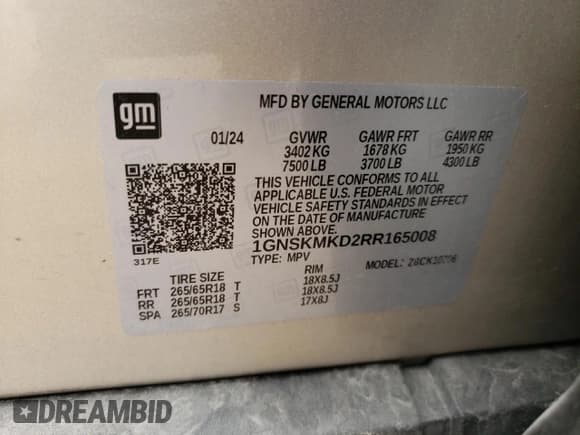 gm
MFD BY GENERAL MOTORS LLC
01/24 GVWR GAWR FRT GAWR RR
3402 KG 1678 KG 1950 KG
7500 LB 3700 LB 4300 LB
THIS VEHICLE CONFORMS TO ALL
APPLICABLE U.S. FEDERAL MOTOR
VEHICLE SAFETY STANDARDS IN EFFECT
ON THE DATE OF MANUFACTURE
SHOWN ABOVE.
1GNSKMKD2RR165008
317E TYPE: MPV MODEL:
TIRE SIZE RIM
FRT 265/65R18 T 18X8.5J
RR 265/65R18 T 18X8.5J
SPA 265/70R17 S 17X8J
DREAMBID